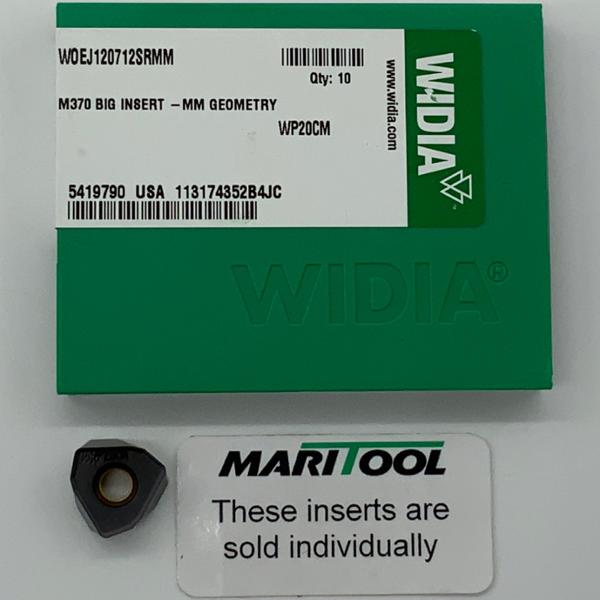 WOEJ120712SRMM
Qty: 10
M370 BIG INSERT -MM GEOMETRY
WP20CM
5419790 USA 113174352B4JC
www.widia.com
WIDIA
WIDIA®
MARITOOL
These inserts are
sold individually